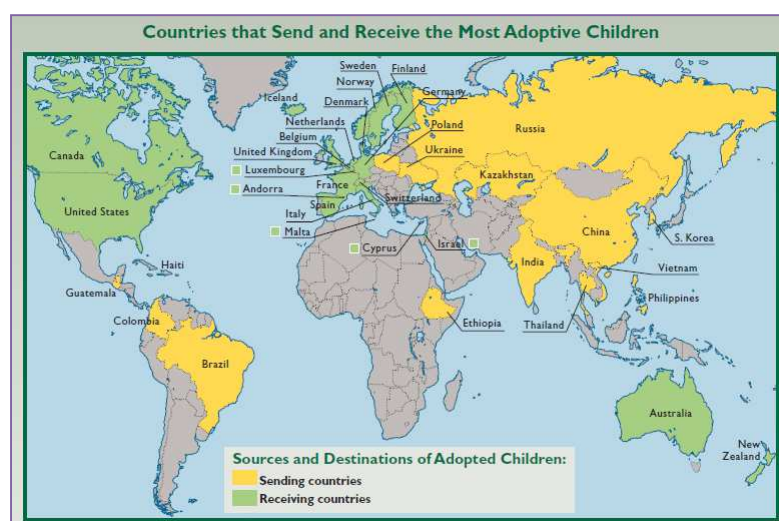 Countries that Send and Receive the Most Adoptive Children
Sweden
Finland
Norway
Iceland
Denmark
Germany
Netherlands
Poland
Russia
Belgium
Canada
United Kingdom
Ukraine
Luxembourg
Kazakhstan
Andorra
France
Switzerland
United States
Spain
Italy
China
Malta
S. Korea
Cyprus
Israel
Haiti
India
Vietnam
Guatemala
Philippines
Colombia
Ethiopia
Thailand
Brazil
Australia
New
Zealand
Sources and Destinations of Adopted Children:
Sending countries
Receiving countries